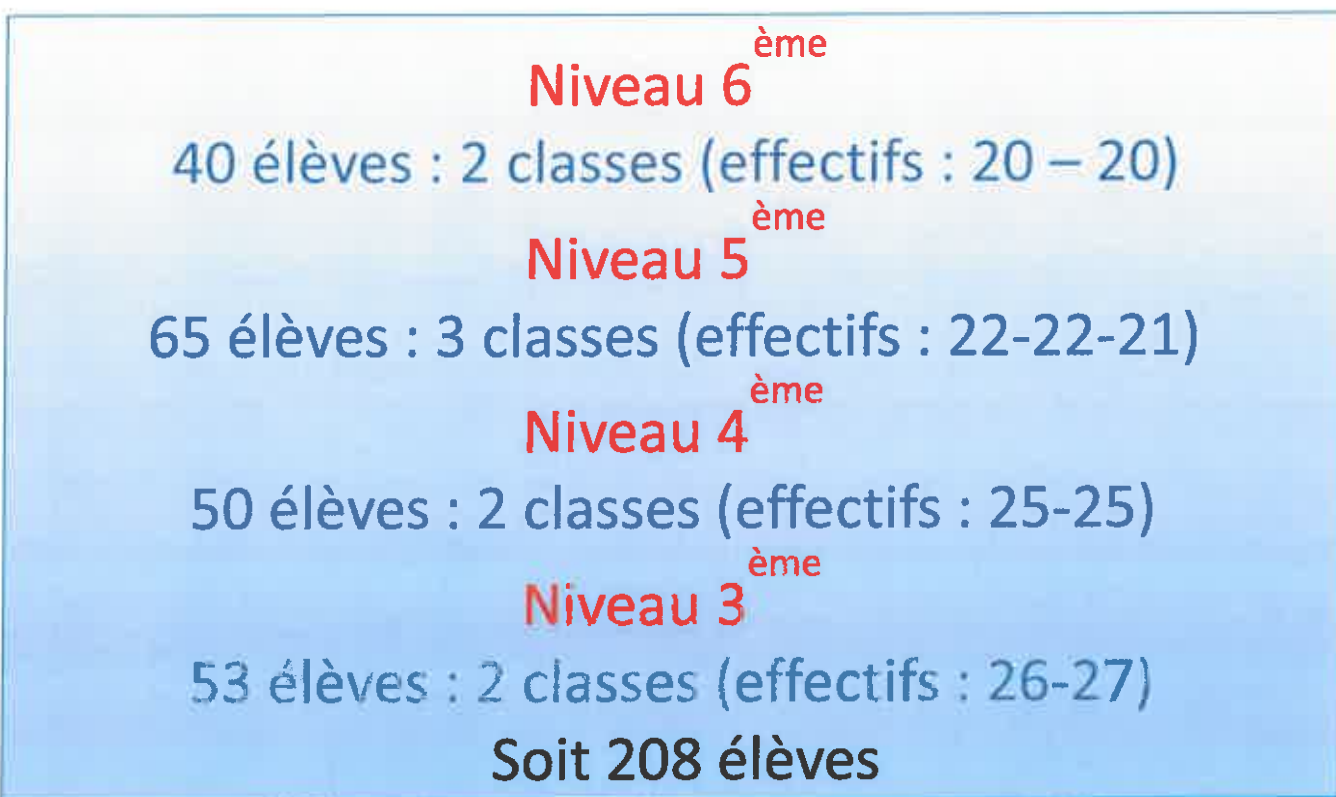 Niveau 6ème
40 élèves : 2 classes (effectifs : 20 – 20)
Niveau 5ème
65 élèves : 3 classes (effectifs : 22-22-21)
Niveau 4ème
50 élèves : 2 classes (effectifs : 25-25)
Niveau 3ème
53 élèves : 2 classes (effectifs : 26-27)
Soit 208 élèves